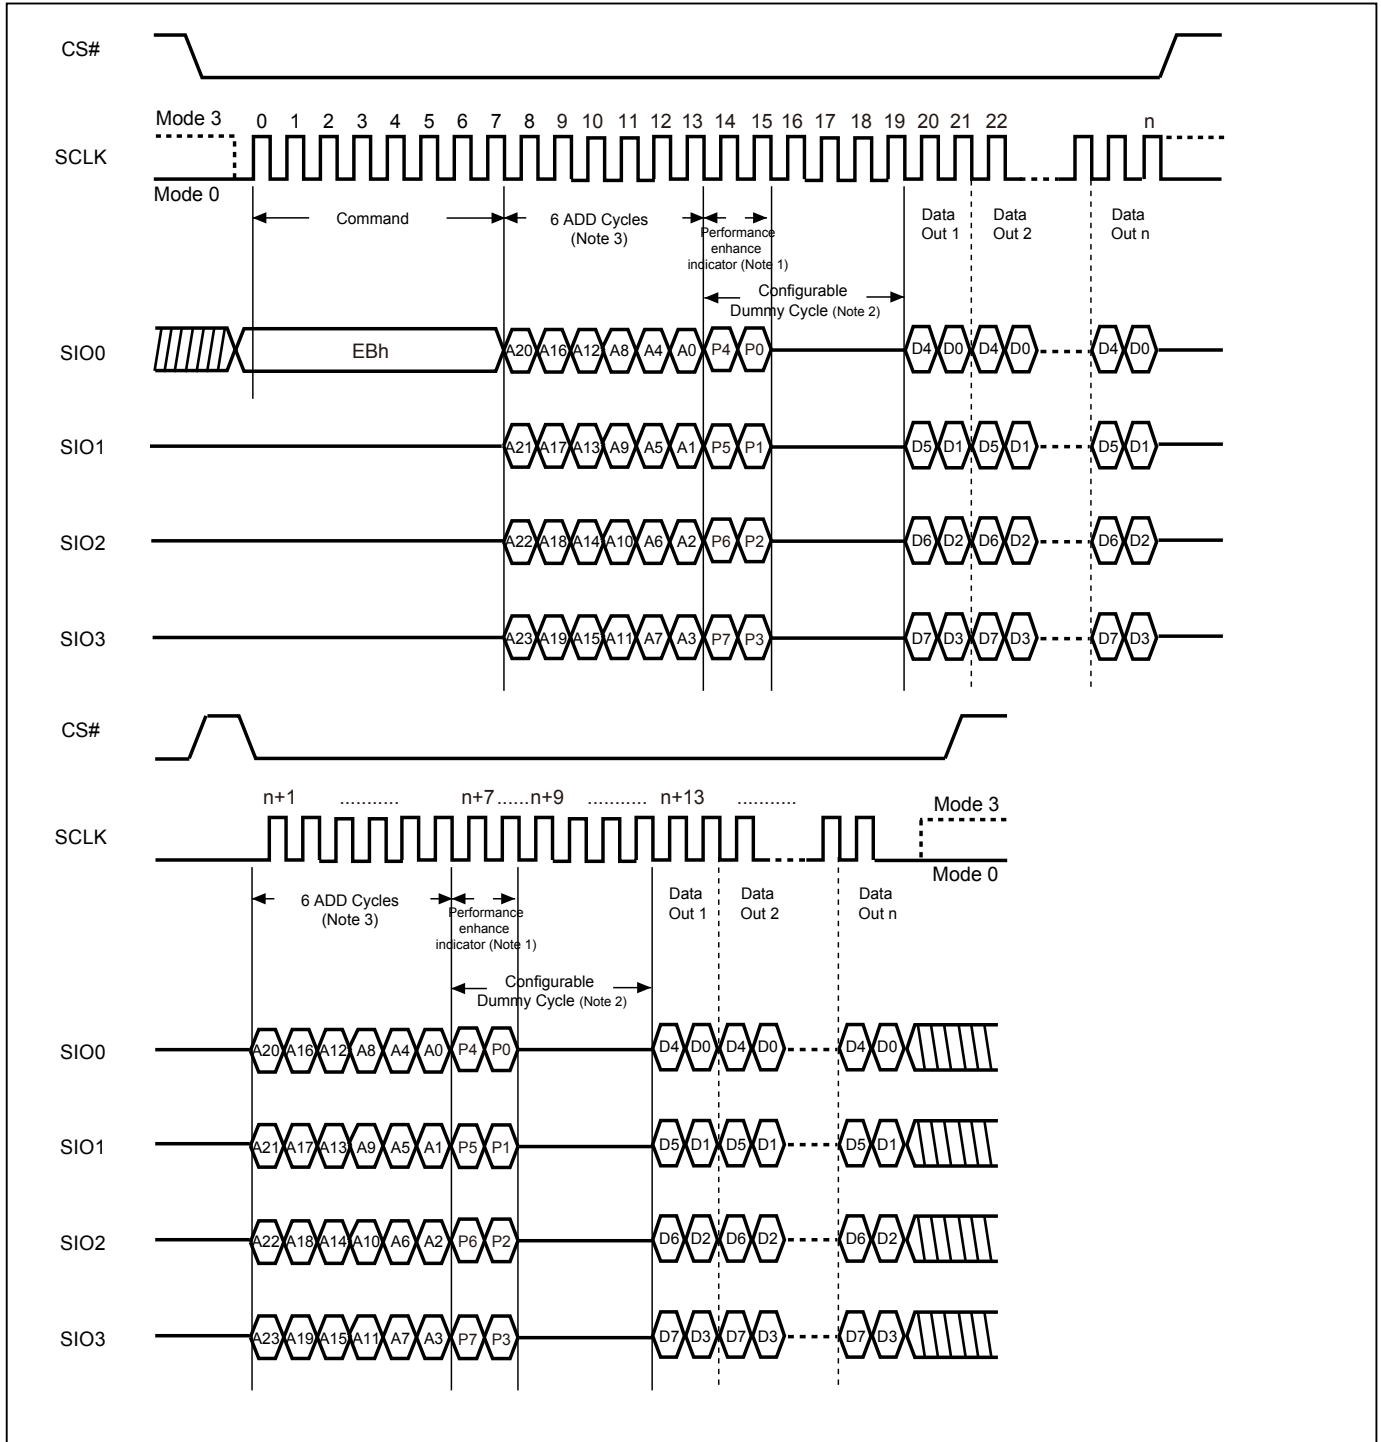 CS#
Mode 3
0 1 2 3 4 5 6 7 8 9 10 11 12 13 14 15 16 17 18 19 20 21 22 n
SCLK
Mode 0
Command
6 ADD Cycles
(Note 3)
Performance
enhance
indicator (Note 1)
Data
Out 1
Data
Out 2
Data
Out n
Configurable
Dummy Cycle (Note 2)
SIO0
EBh
A20 A16 A12 A8 A4 A0 P4 P0 D4 D0 D4 D0 D4 D0
SIO1
A21 A17 A13 A9 A5 A1 P5 P1 D5 D1 D5 D1 D5 D1
SIO2
A22 A18 A14 A10 A6 A2 P6 P2 D6 D2 D6 D2 D6 D2
SIO3
A23 A19 A15 A11 A7 A3 P7 P3 D7 D3 D7 D3 D7 D3
CS#
n+1 ........... n+7 ...... n+9 ........... n+13 ...........
Mode 3
SCLK
Mode 0
6 ADD Cycles
(Note 3)
Performance
enhance
indicator (Note 1)
Data
Out 1
Data
Out 2
Data
Out n
Configurable
Dummy Cycle (Note 2)
SIO0
A20 A16 A12 A8 A4 A0 P4 P0 D4 D0 D4 D0 D4 D0
SIO1
A21 A17 A13 A9 A5 A1 P5 P1 D5 D1 D5 D1 D5 D1
SIO2
A22 A18 A14 A10 A6 A2 P6 P2 D6 D2 D6 D2 D6 D2
SIO3
A23 A19 A15 A11 A7 A3 P7 P3 D7 D3 D7 D3 D7 D3